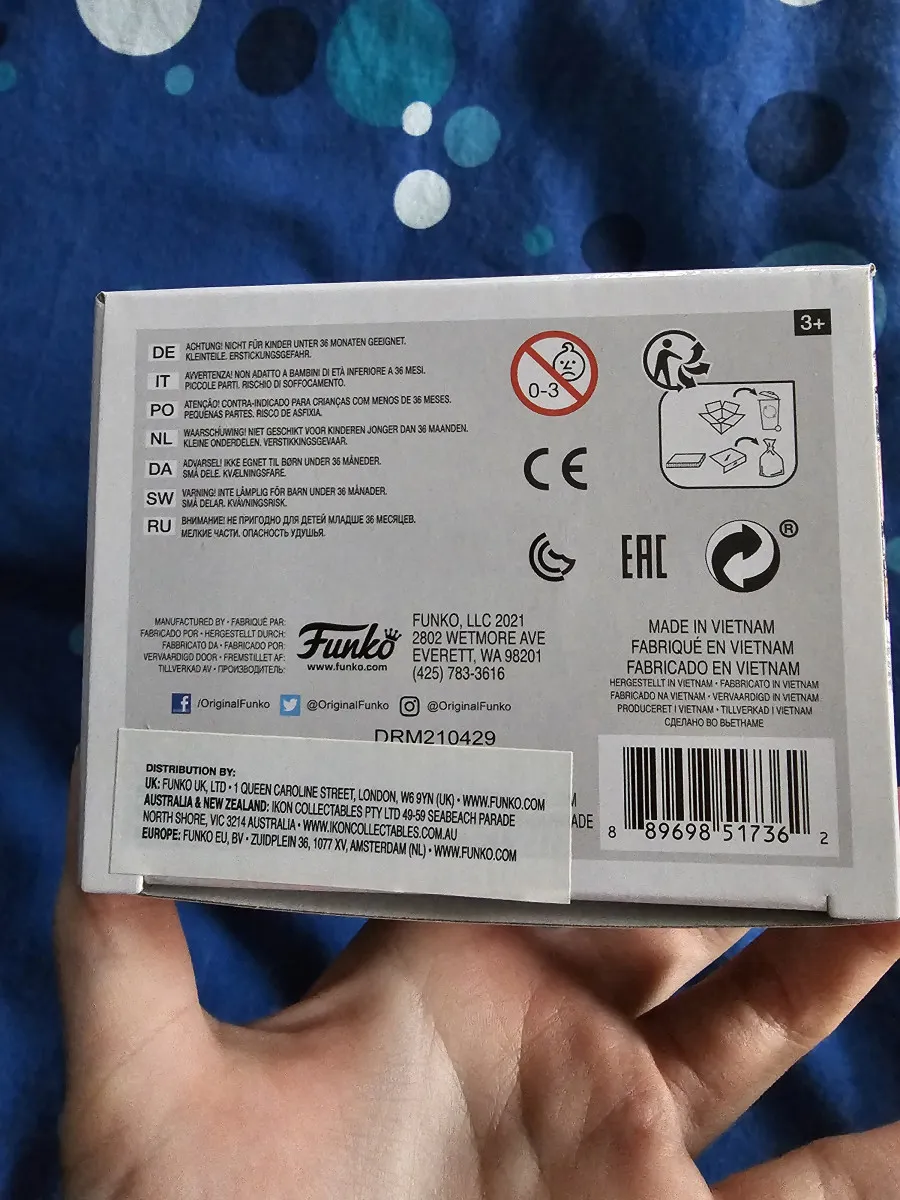 3+
DE ACHTUNG! NICHT FÜR KINDER UNTER 36 MONATEN GEEIGNET.
KLEINTEILE. ERSTICKUNGSGEFAHR.
IT AVVERTENZA! NON ADATTO A BAMBINI DI ETÀ INFERIORE A 36 MESI.
PICCOLE PARTI. RISCHIO DI SOFFOCAMENTO.
PO ATENÇÃO! CONTRA-INDICADO PARA CRIANÇAS COM MENOS DE 36 MESES.
PEQUENAS PARTES. RISCO DE ASFIXIA.
NL WAARSCHUWING! NIET GESCHIKT VOOR KINDEREN JONGER DAN 36 MAANDEN.
KLEINE ONDERDELEN. VERSTIKKINGSGEVAAR.
DA ADVARSEL! IKKE EGNET TIL BØRN UNDER 36 MÅNEDER.
SMÅ DELE. KVÆLNINGSFARE.
SW VARNING! INTE LÄMPLIG FÖR BARN UNDER 36 MÅNADER.
SMÅ DELAR. KVÄVNINGSRISK.
RU ВНИМАНИЕ! НЕ ПРИГОДНО ДЛЯ ДЕТЕЙ МЛАДШЕ 36 МЕСЯЦЕВ.
МЕЛКИЕ ЧАСТИ. ОПАСНОСТЬ УДУШЬЯ.
0-3
CE
EAC
®
MANUFACTURED BY • FABRIQUÉ PAR:
FABRICADO POR • HERGESTELLT DURCH:
FABBRICATO DA • FABRICADO POR:
VERVAARDIGD DOOR • FREMSTILLET AF:
TILLVERKAD AV • ПРОИЗВОДИТЕЛЬ:
Funko
www.funko.com
FUNKO, LLC 2021
2802 WETMORE AVE
EVERETT, WA 98201
(425) 783-3616
/OriginalFunko @OriginalFunko @OriginalFunko
DRM210429
MADE IN VIETNAM
FABRIQUÉ EN VIETNAM
FABRICADO EN VIETNAM
HERGESTELLT IN VIETNAM • FABBRICATO IN VIETNAM
FABRICADO NA VIETNAM • VERVAARDIGD IN VIETNAM
PRODUCERET I VIETNAM • TILLVERKAD I VIETNAM
СДЕЛАНО ВО ВЬЕТНАМЕ
DISTRIBUTION BY:
UK: FUNKO UK, LTD • 1 QUEEN CAROLINE STREET, LONDON, W6 9YN (UK) • WWW.FUNKO.COM
AUSTRALIA & NEW ZEALAND: IKON COLLECTABLES PTY LTD 49-59 SEABEACH PARADE
NORTH SHORE, VIC 3214 AUSTRALIA • WWW.IKONCOLLECTABLES.COM.AU
EUROPE: FUNKO EU, BV • ZUIDPLEIN 36, 1077 XV, AMSTERDAM (NL) • WWW.FUNKO.COM
ADE
8 89698 51736 2